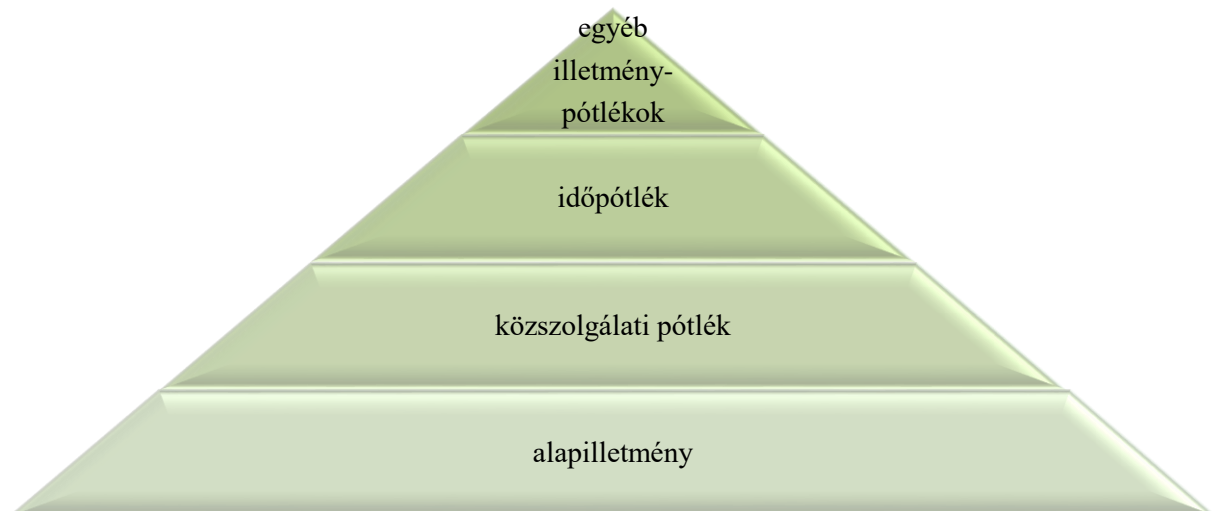 egyéb
illetmény-
pótlékok
időpótlék
közszolgálati pótlék
alapilletmény